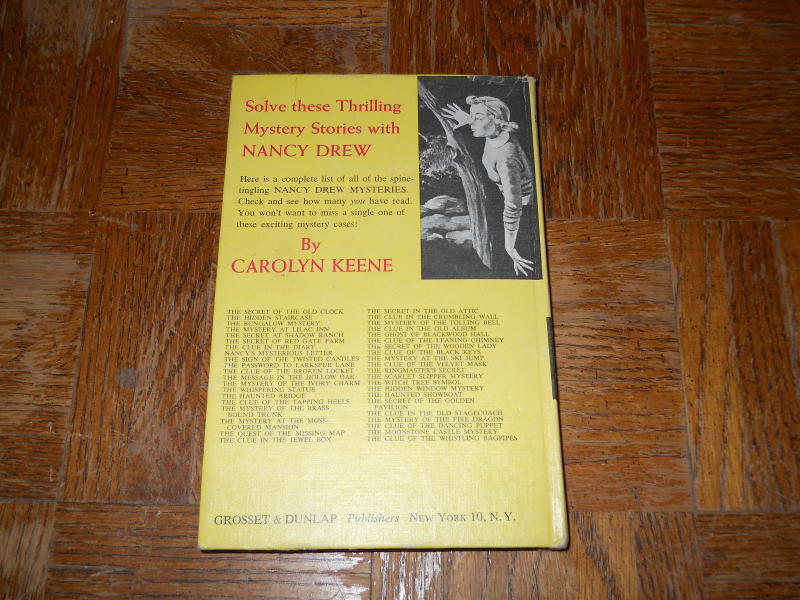 Solve these Thrilling
Mystery Stories with
NANCY DREW
Here is a complete list of all of the spine-
tingling NANCY DREW MYSTERIES.
Check and see how many you have read.
You won't want to miss a single one of
these exciting mystery cases:
By
CAROLYN KEENE
THE SECRET OF THE OLD CLOCK
THE HIDDEN STAIRCASE
THE BUNGALOW MYSTERY
THE MYSTERY AT LILAC INN
THE SECRET AT SHADOW RANCH
THE SECRET OF RED GATE FARM
THE CLUE IN THE DIARY
NANCY'S MYSTERIOUS LETTER
THE SIGN OF THE TWISTED CANDLES
THE PASSWORD TO LARKSPUR LANE
THE CLUE OF THE BROKEN LOCKET
THE MESSAGE IN THE HOLLOW OAK
THE MYSTERY OF THE IVORY CHARM
THE WHISPERING STATUE
THE HAUNTED BRIDGE
THE CLUE OF THE TAPPING HEELS
THE MYSTERY OF THE BRASS
BOUND TRUNK
THE MYSTERY AT THE MOSS-
COVERED MANSION
THE QUEST OF THE MISSING MAP
THE CLUE IN THE JEWEL BOX
THE SECRET IN THE OLD ATTIC
THE CLUE IN THE CRUMBLING WALL
THE MYSTERY OF THE TOLLING BELL
THE CLUE IN THE OLD ALBUM
THE GHOST OF BLACKWOOD HALL
THE CLUE OF THE LEANING CHIMNEY
THE SECRET OF THE WOODEN LADY
THE CLUE OF THE BLACK KEYS
THE MYSTERY AT THE SKI JUMP
THE CLUE OF THE VELVET MASK
THE RINGMASTER'S SECRET
THE SCARLET SLIPPER MYSTERY
THE WITCH TREE SYMBOL
THE HIDDEN WINDOW MYSTERY
THE HAUNTED SHOWBOAT
THE SECRET OF THE GOLDEN
PAVILION
THE CLUE IN THE OLD STAGECOACH
THE MYSTERY OF THE FIRE DRAGON
THE CLUE OF THE DANCING PUPPET
THE MOONSTONE CASTLE MYSTERY
THE CLUE OF THE WHISTLING BAGPIPES
GROSSET & DUNLAP Publishers NEW YORK 10, N.Y.